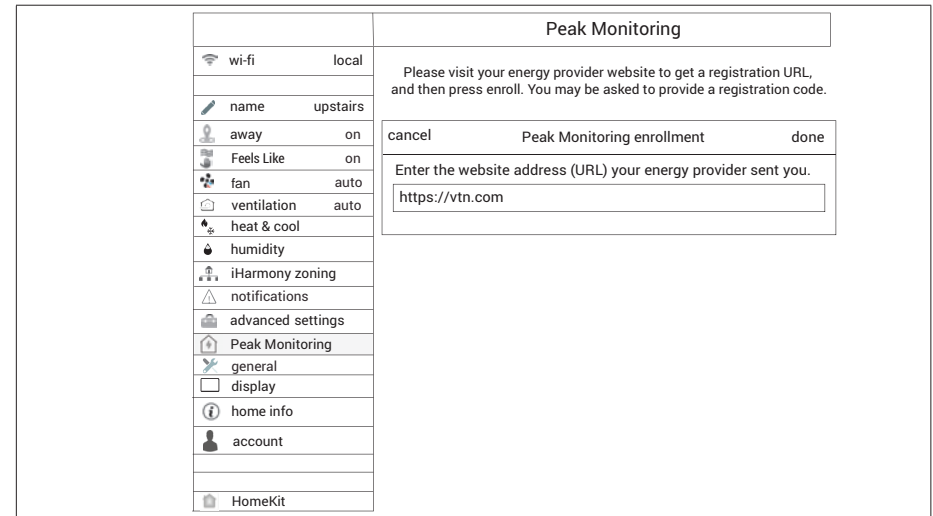 Peak Monitoring
wi-fi local
name upstairs
away on
Feels Like on
fan auto
ventilation auto
heat & cool
humidity
iHarmony zoning
notifications
advanced settings
Peak Monitoring
general
display
home info
account
HomeKit
Please visit your energy provider website to get a registration URL,
and then press enroll. You may be asked to provide a registration code.
cancel Peak Monitoring enrollment done
Enter the website address (URL) your energy provider sent you.
https://vtn.com